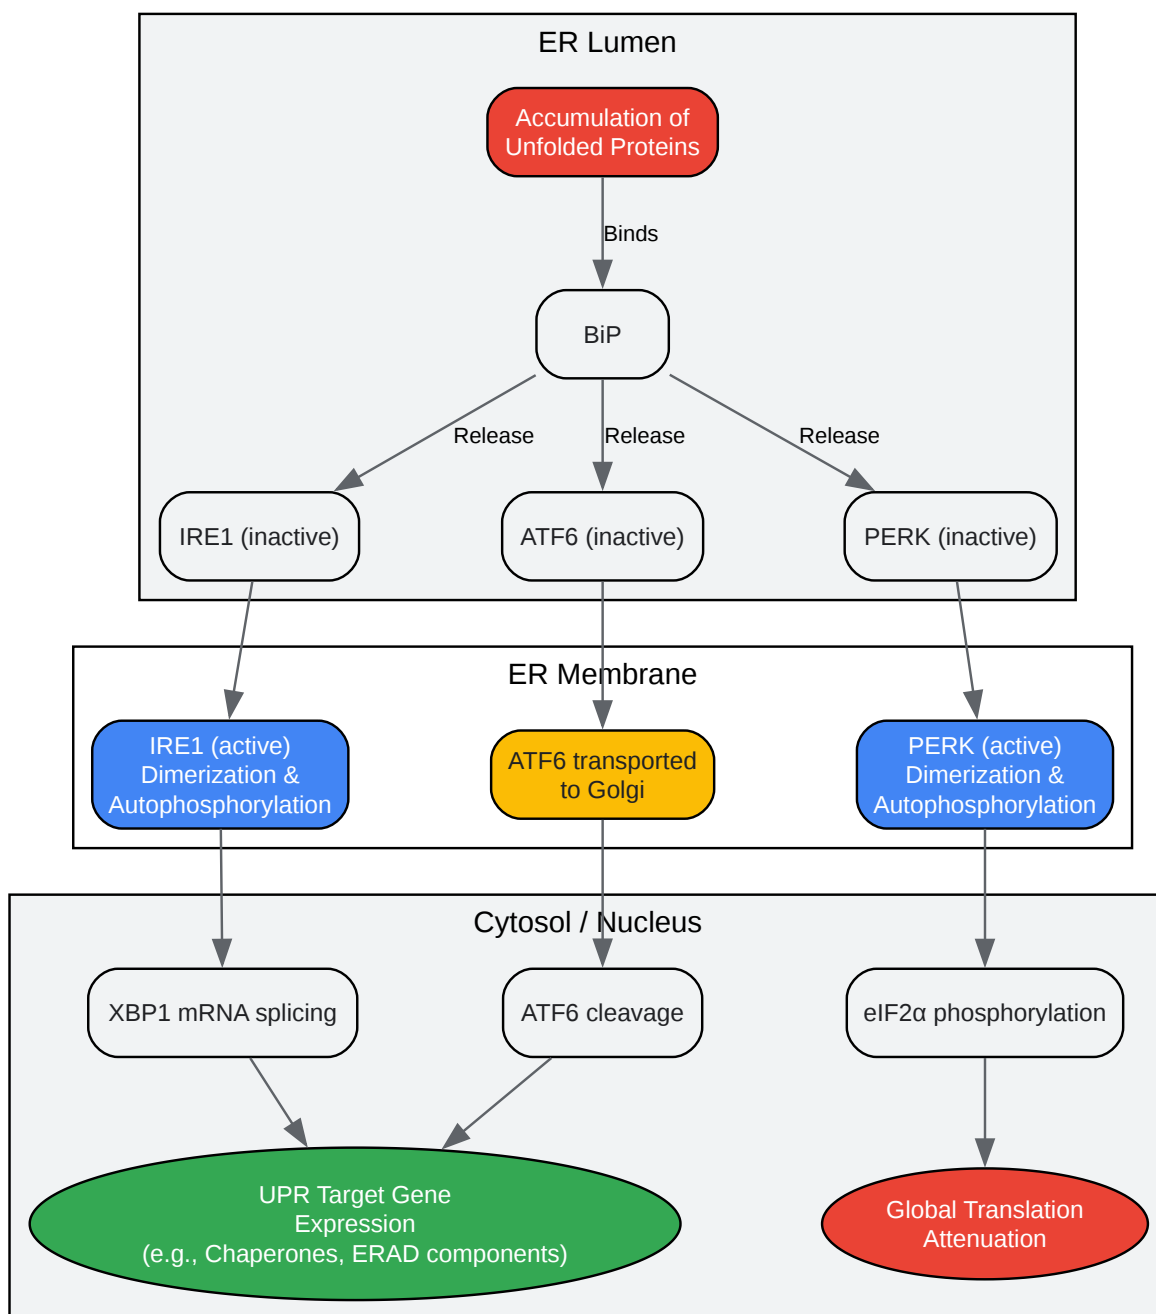 ER Lumen
Accumulation of
Unfolded Proteins
Binds
BiP
Release
Release
Release
IRE1 (inactive)
ATF6 (inactive)
PERK (inactive)
ER Membrane
IRE1 (active)
Dimerization &
Autophosphorylation
ATF6 transported
to Golgi
PERK (active)
Dimerization &
Autophosphorylation
Cytosol / Nucleus
XBP1 mRNA splicing
ATF6 cleavage
eIF2α phosphorylation
UPR Target Gene
Expression
(e.g., Chaperones, ERAD components)
Global Translation
Attenuation